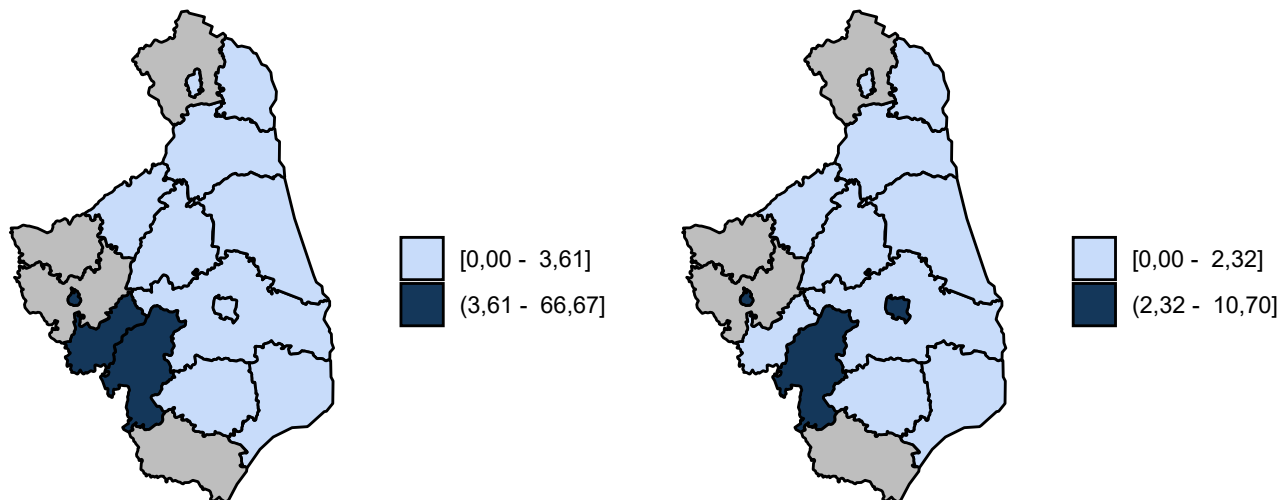 [0,00 -  3,61]
(3,61 - 66,67]
[0,00 -  2,32]
(2,32 - 10,70]